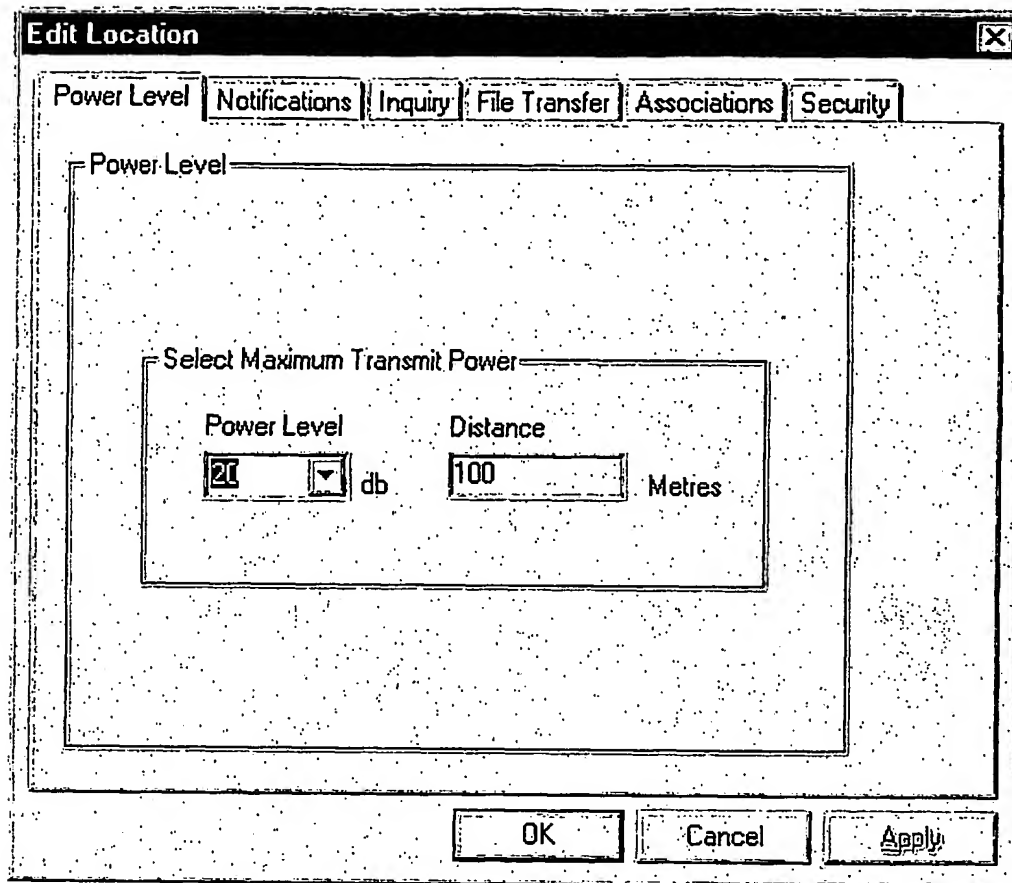 Edit Location
Power Level Notifications Inquiry File Transfer Associations Security
Power Level
Select Maximum Transmit Power
Power Level Distance
20 db 100 Metres
OK Cancel Apply